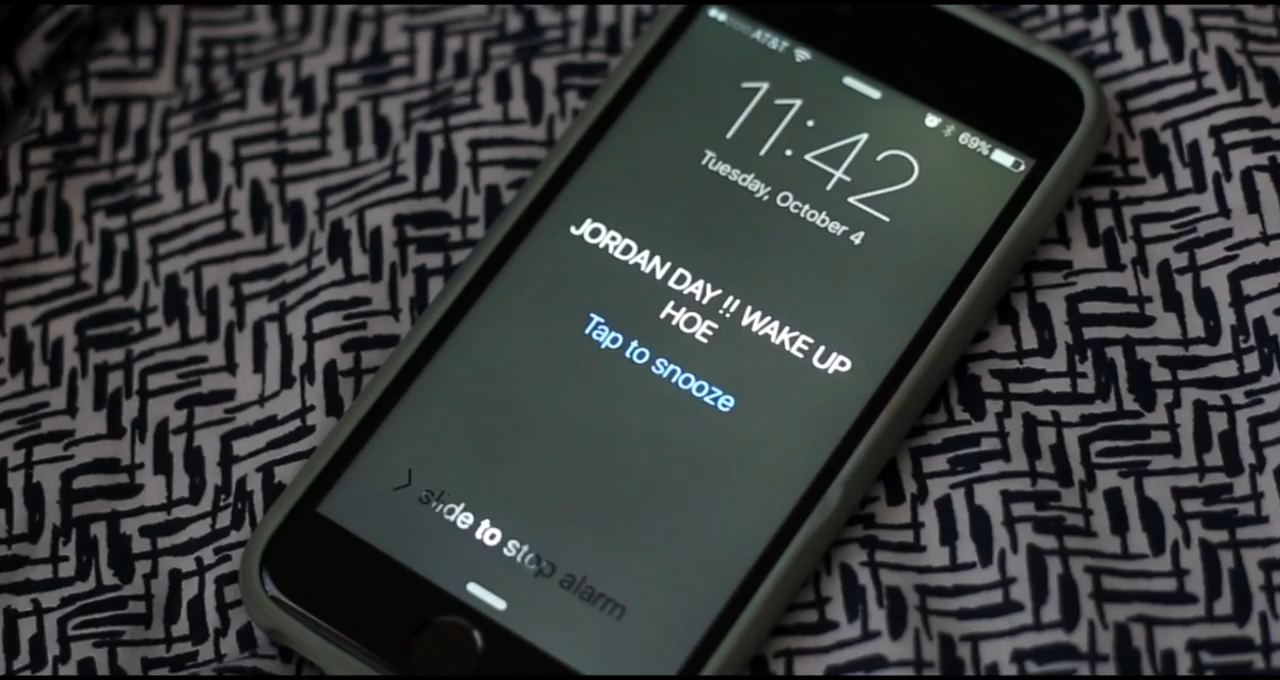 AT&T
69%
11:42
Tuesday, October 4
JORDAN DAY !! WAKE UP
HOE
Tap to snooze
> slide to stop alarm